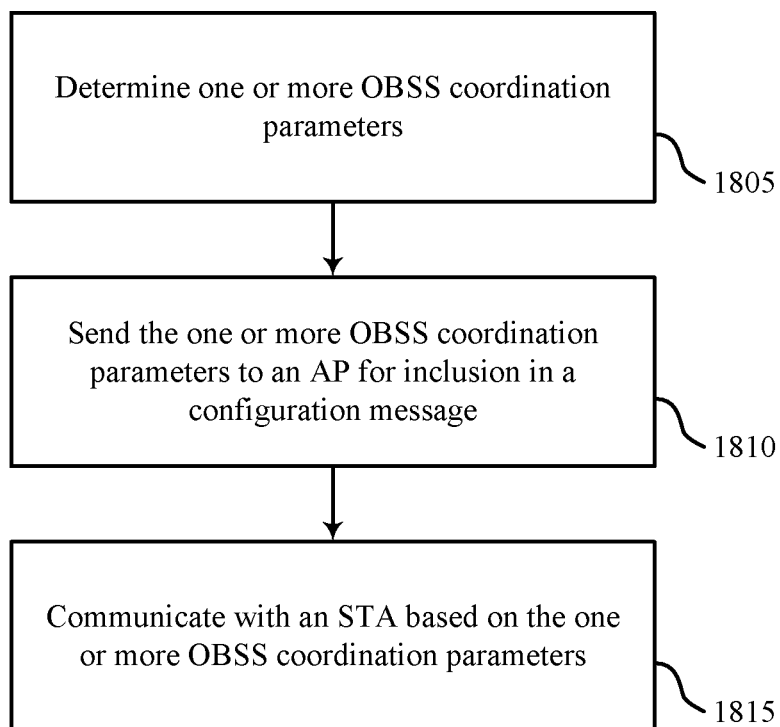 Determine one or more OBSS coordination
parameters
1805
Send the one or more OBSS coordination
parameters to an AP for inclusion in a
configuration message
1810
Communicate with an STA based on the one
or more OBSS coordination parameters
1815